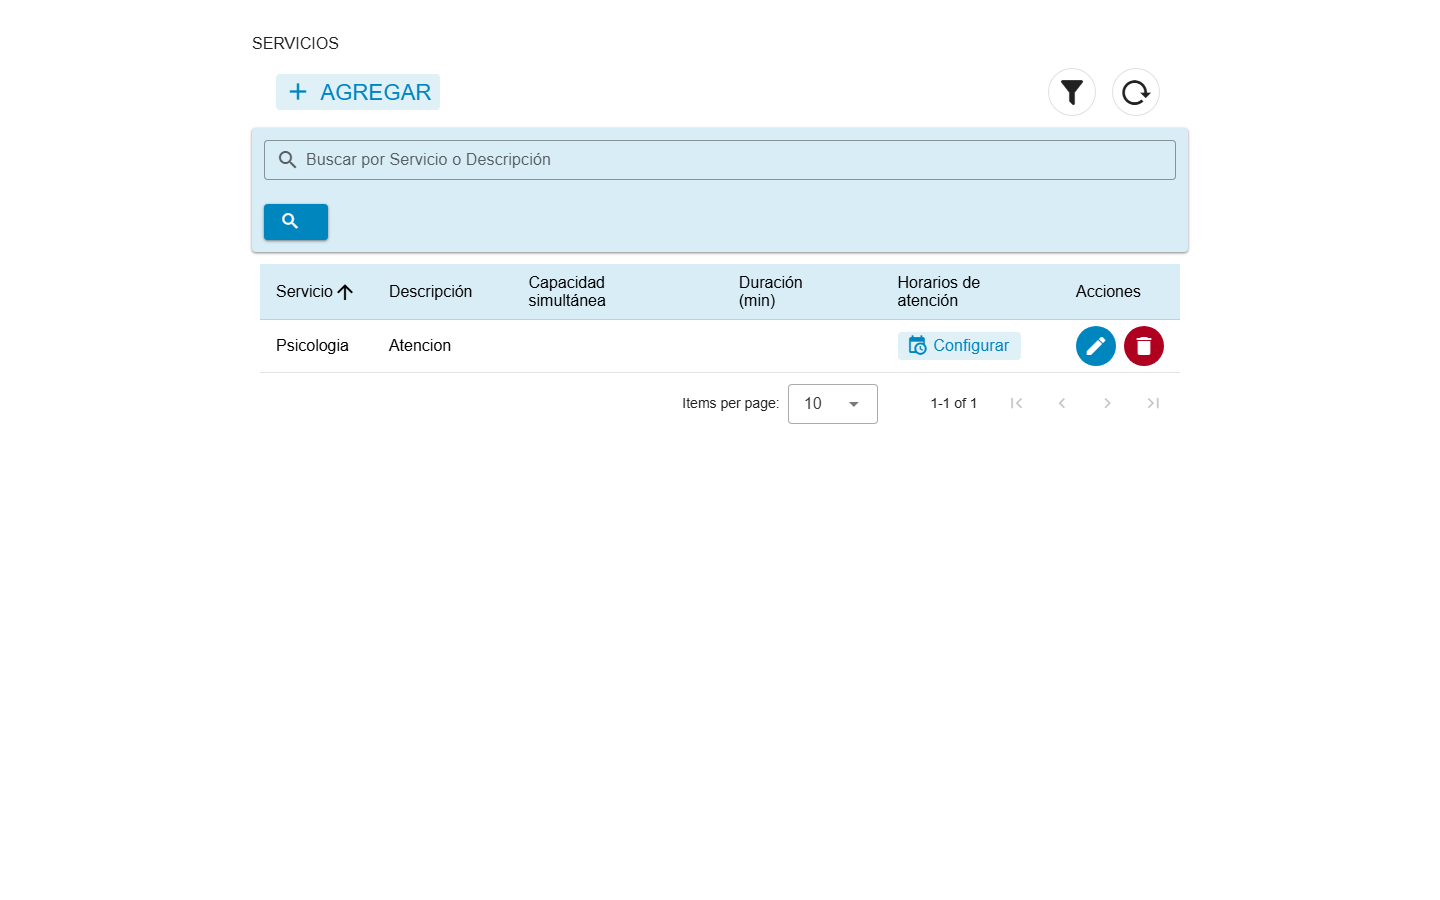 SERVICIOS
AGREGAR
Buscar por Servicio o Descripción
Servicio Descripción Capacidad simultánea Duración (min) Horarios de atención Acciones
Psicologia Atencion Configurar
Items per page: 10 1-1 of 1